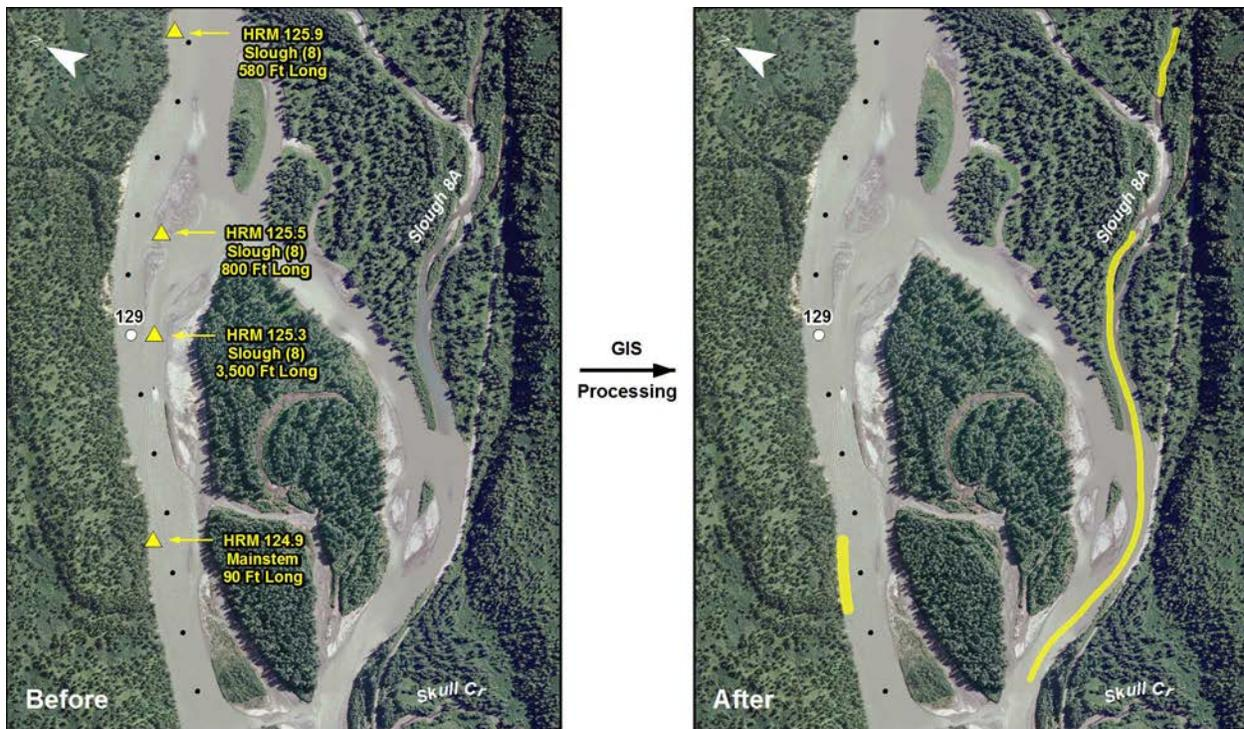 HRM 125.9
Slough (8)
580 Ft Long
Slough 8A
HRM 125.5
Slough (8)
800 Ft Long
129
HRM 125.3
Slough (8)
3,500 Ft Long
HRM 124.9
Mainstem
90 Ft Long
Before
Skull Cr
GIS
Processing
Slough 8A
129
After
Skull Cr